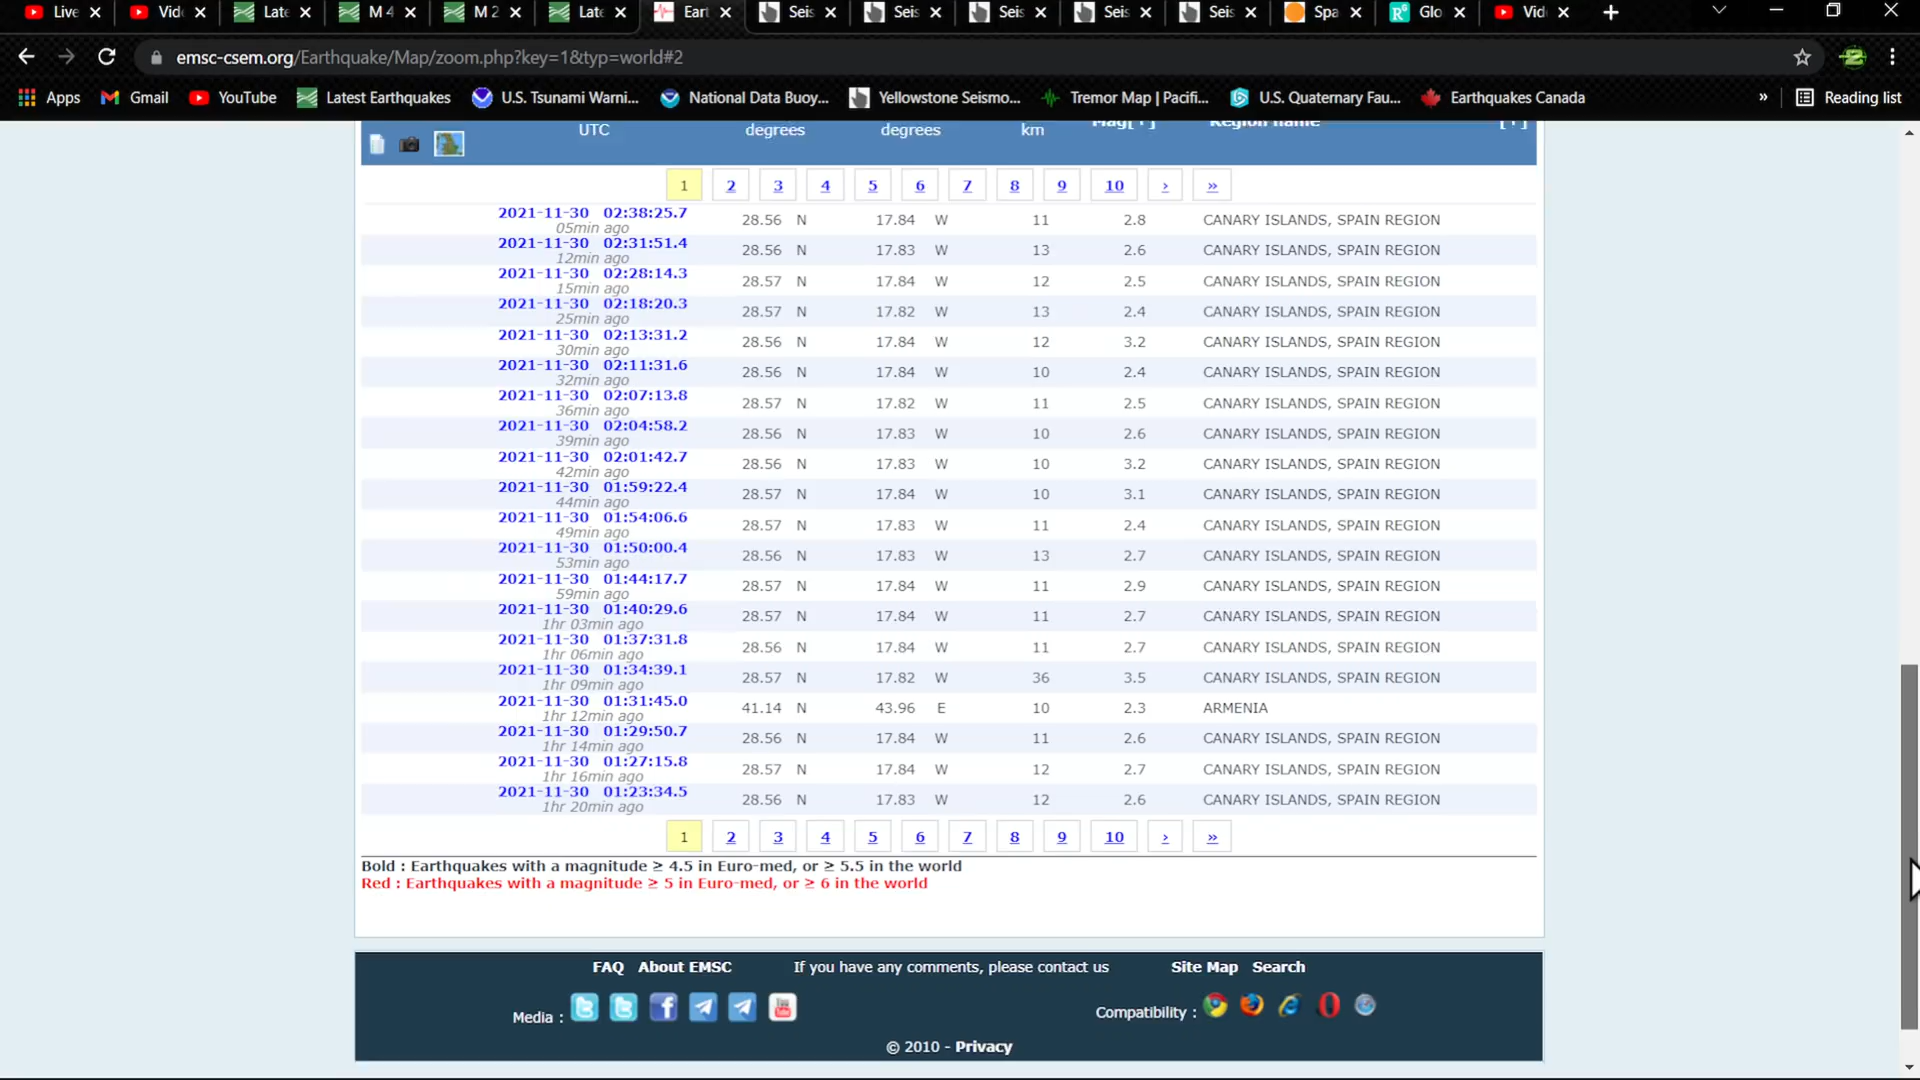 Live
Vid
Late
M 4
M 2
Late
Eart
Seis
Seis
Seis
Seis
Seis
Spa
Glo
Vid
emsc-csem.org/Earthquake/Map/zoom.php?key=1&typ=world#2
Apps Gmail YouTube Latest Earthquakes U.S. Tsunami Warni... National Data Buoy... Yellowstone Seismo... Tremor Map | Pacifi... U.S. Quaternary Fau... Earthquakes Canada » Reading list
UTC degrees degrees km Mag[+] Region name [+]
1 2 3 4 5 6 7 8 9 10 › »
2021-11-30 02:38:25.7 28.56 N 17.84 W 11 2.8 CANARY ISLANDS, SPAIN REGION
05min ago
2021-11-30 02:31:51.4 28.56 N 17.83 W 13 2.6 CANARY ISLANDS, SPAIN REGION
12min ago
2021-11-30 02:28:14.3 28.57 N 17.84 W 12 2.5 CANARY ISLANDS, SPAIN REGION
15min ago
2021-11-30 02:18:20.3 28.57 N 17.82 W 13 2.4 CANARY ISLANDS, SPAIN REGION
25min ago
2021-11-30 02:13:31.2 28.56 N 17.84 W 12 3.2 CANARY ISLANDS, SPAIN REGION
30min ago
2021-11-30 02:11:31.6 28.56 N 17.84 W 10 2.4 CANARY ISLANDS, SPAIN REGION
32min ago
2021-11-30 02:07:13.8 28.57 N 17.82 W 11 2.5 CANARY ISLANDS, SPAIN REGION
36min ago
2021-11-30 02:04:58.2 28.56 N 17.83 W 10 2.6 CANARY ISLANDS, SPAIN REGION
39min ago
2021-11-30 02:01:42.7 28.56 N 17.83 W 10 3.2 CANARY ISLANDS, SPAIN REGION
42min ago
2021-11-30 01:59:22.4 28.57 N 17.84 W 10 3.1 CANARY ISLANDS, SPAIN REGION
44min ago
2021-11-30 01:54:06.6 28.57 N 17.83 W 11 2.4 CANARY ISLANDS, SPAIN REGION
49min ago
2021-11-30 01:50:00.4 28.56 N 17.83 W 13 2.7 CANARY ISLANDS, SPAIN REGION
53min ago
2021-11-30 01:44:17.7 28.57 N 17.84 W 11 2.9 CANARY ISLANDS, SPAIN REGION
59min ago
2021-11-30 01:40:29.6 28.57 N 17.84 W 11 2.7 CANARY ISLANDS, SPAIN REGION
1hr 03min ago
2021-11-30 01:37:31.8 28.56 N 17.84 W 11 2.7 CANARY ISLANDS, SPAIN REGION
1hr 06min ago
2021-11-30 01:34:39.1 28.57 N 17.82 W 36 3.5 CANARY ISLANDS, SPAIN REGION
1hr 09min ago
2021-11-30 01:31:45.0 41.14 N 43.96 E 10 2.3 ARMENIA
1hr 12min ago
2021-11-30 01:29:50.7 28.56 N 17.84 W 11 2.6 CANARY ISLANDS, SPAIN REGION
1hr 14min ago
2021-11-30 01:27:15.8 28.57 N 17.84 W 12 2.7 CANARY ISLANDS, SPAIN REGION
1hr 16min ago
2021-11-30 01:23:34.5 28.56 N 17.83 W 12 2.6 CANARY ISLANDS, SPAIN REGION
1hr 20min ago
1 2 3 4 5 6 7 8 9 10 › »
Bold : Earthquakes with a magnitude ≥ 4.5 in Euro-med, or ≥ 5.5 in the world
Red : Earthquakes with a magnitude ≥ 5 in Euro-med, or ≥ 6 in the world
FAQ About EMSC If you have any comments, please contact us Site Map Search
Media : Compatibility :
© 2010 - Privacy